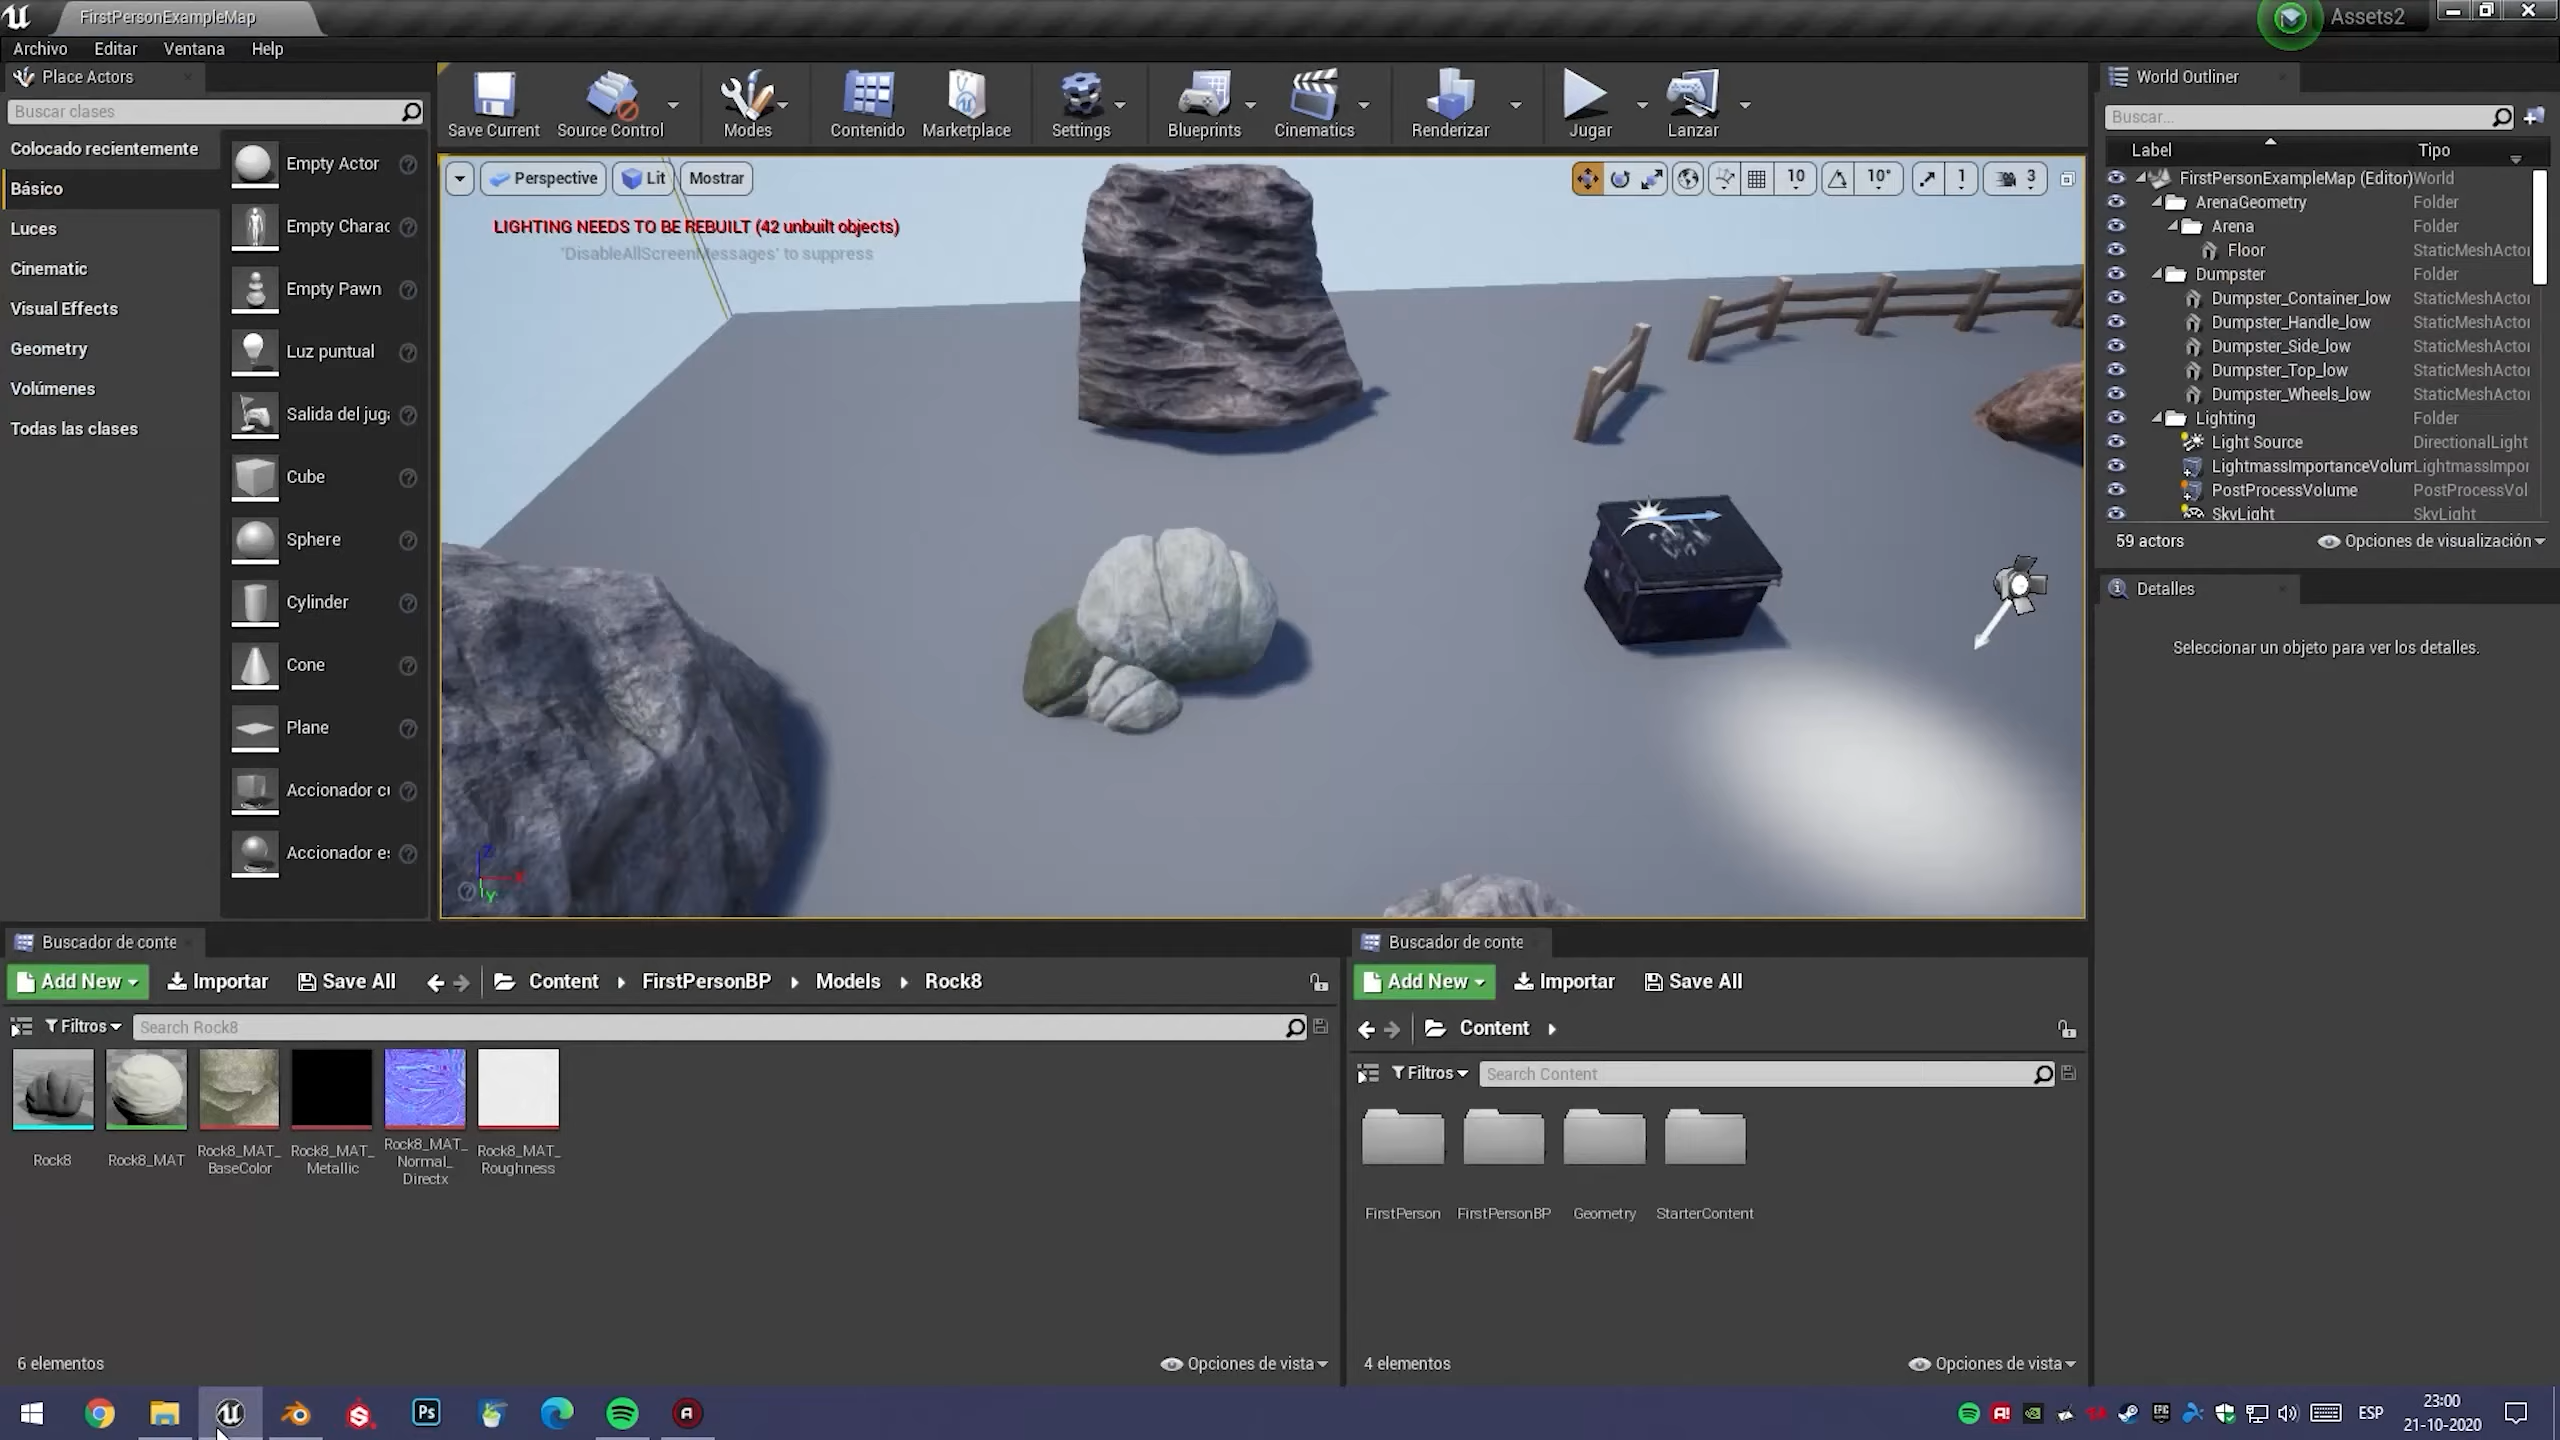 FirstPersonExampleMap
Assets2
Archivo Editar Ventana Help
Place Actors
Buscar clases
Colocado recientemente
Básico
Luces
Cinematic
Visual Effects
Geometry
Volúmenes
Todas las clases
Empty Actor
Empty Charac
Empty Pawn
Luz puntual
Salida del jug
Cube
Sphere
Cylinder
Cone
Plane
Accionador c
Accionador e
Save Current
Source Control
Modes
Contenido
Marketplace
Settings
Blueprints
Cinematics
Renderizar
Jugar
Lanzar
Perspective
Lit
Mostrar
10
10°
1
3
LIGHTING NEEDS TO BE REBUILT (42 unbuilt objects)
'DisableAllScreenMessages' to suppress
Z
X
Y
World Outliner
Buscar...
Label Tipo
FirstPersonExampleMap (Editor) World
ArenaGeometry Folder
Arena Folder
Floor StaticMeshActor
Dumpster Folder
Dumpster_Container_low StaticMeshActor
Dumpster_Handle_low StaticMeshActor
Dumpster_Side_low StaticMeshActor
Dumpster_Top_low StaticMeshActor
Dumpster_Wheels_low StaticMeshActor
Lighting Folder
Light Source DirectionalLight
LightmassImportanceVolum LightmassImpor
PostProcessVolume PostProcessVol
SkyLight SkyLight
59 actors
Opciones de visualización
Detalles
Seleccionar un objeto para ver los detalles.
Buscador de conte
Add New Importar Save All Content FirstPersonBP Models Rock8
Filtros Search Rock8
Rock8
Rock8_MAT
Rock8_MAT_
BaseColor
Rock8_MAT_
Metallic
Rock8_MAT_
Normal_
Directx
Rock8_MAT_
Roughness
6 elementos
Opciones de vista
Buscador de conte
Add New Importar Save All
Content
Filtros Search Content
FirstPerson FirstPersonBP Geometry StarterContent
4 elementos
Opciones de vista
Ps
ESP
23:00
21-10-2020